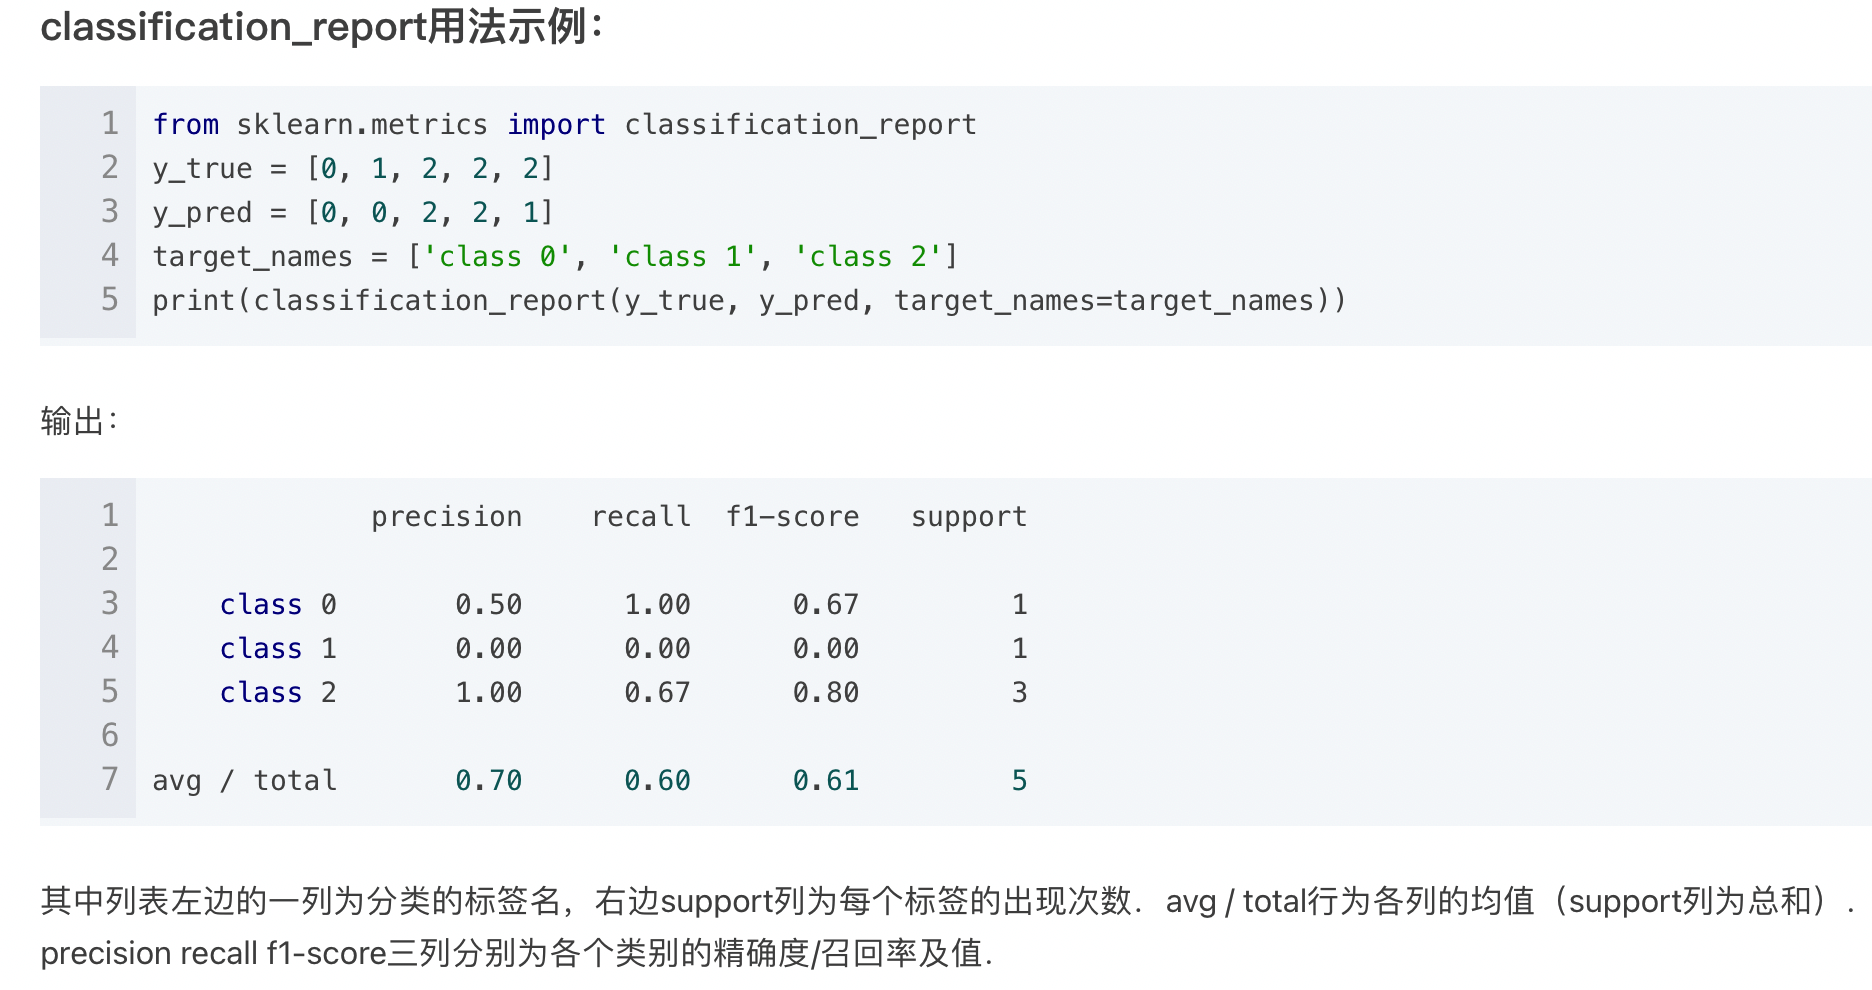 classification_report用法示例：
1 from sklearn.metrics import classification_report
2 y_true = [0, 1, 2, 2, 2]
3 y_pred = [0, 0, 2, 2, 1]
4 target_names = ['class 0', 'class 1', 'class 2']
5 print(classification_report(y_true, y_pred, target_names=target_names))
输出：
1 precision recall f1-score support
2
3 class 0 0.50 1.00 0.67 1
4 class 1 0.00 0.00 0.00 1
5 class 2 1.00 0.67 0.80 3
6
7 avg / total 0.70 0.60 0.61 5
其中列表左边的一列为分类的标签名，右边support列为每个标签的出现次数．avg / total行为各列的均值（support列为总和）．
precision recall f1-score三列分别为各个类别的精确度/召回率及值．